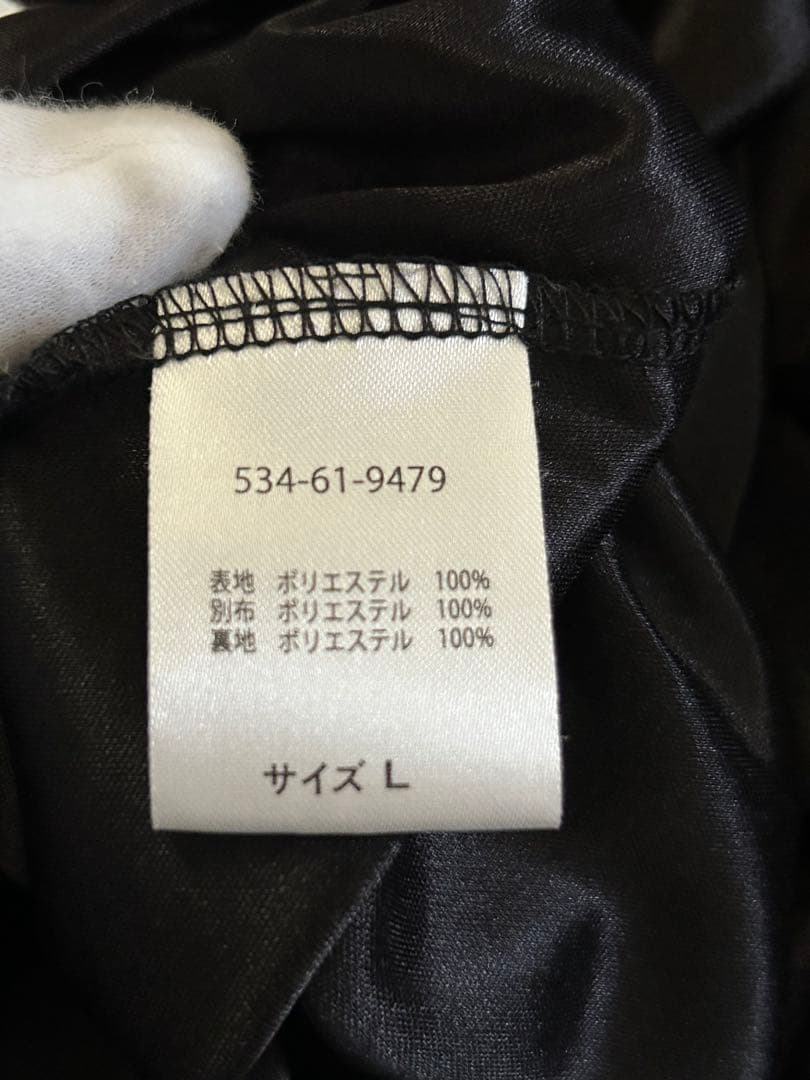 534-61-9479
表地 ポリエステル 100%
別布 ポリエステル 100%
裏地 ポリエステル 100%
サイズ L